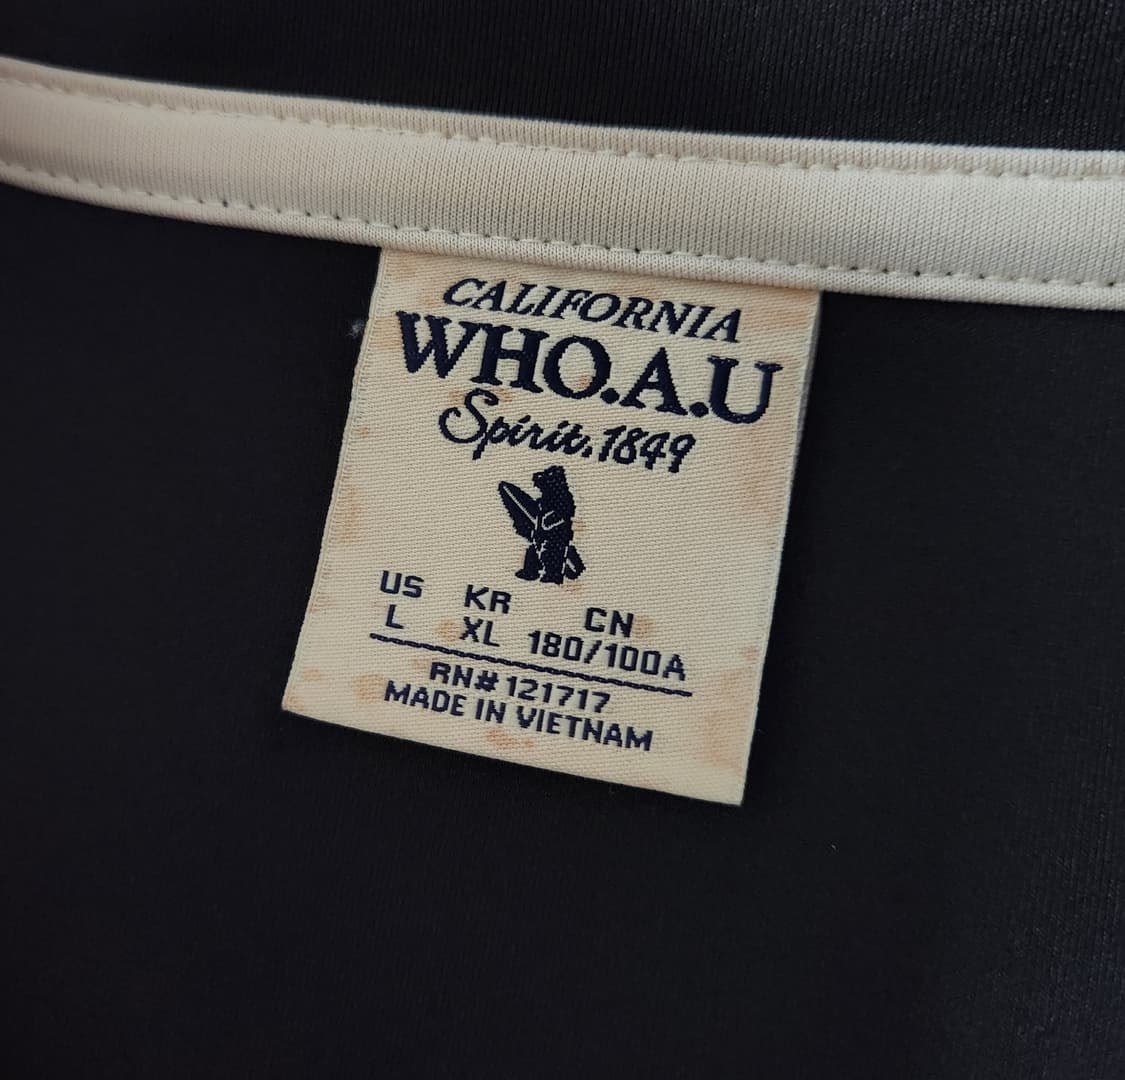 CALIFORNIA
WHO.A.U
Spirit.1849
US KR CN
L XL 180/100A
RN# 121717
MADE IN VIETNAM